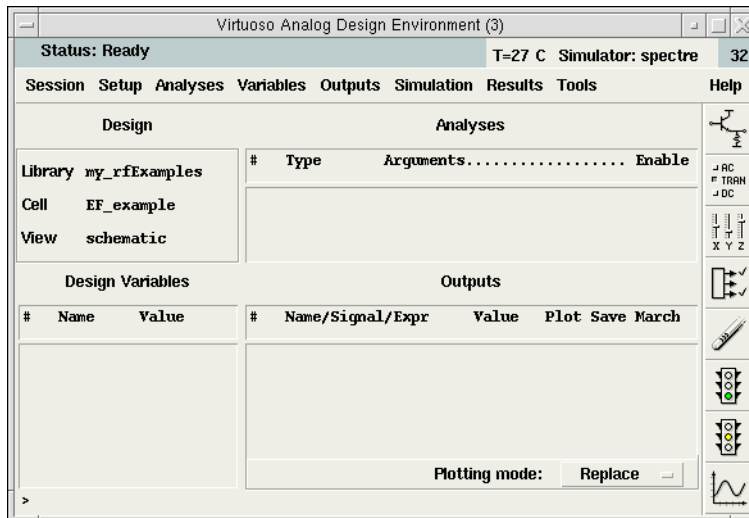 Virtuoso Analog Design Environment (3)
Status: Ready T=27 C Simulator: spectre 32
Session Setup Analyses Variables Outputs Simulation Results Tools Help
Design
Analyses
Library my_rfExamples
Cell EF_example
View schematic
# Type Arguments.................. Enable
AC
TRAN
DC
X Y Z
Design Variables
Outputs
# Name Value
# Name/Signal/Expr Value Plot Save March
Plotting mode: Replace
>